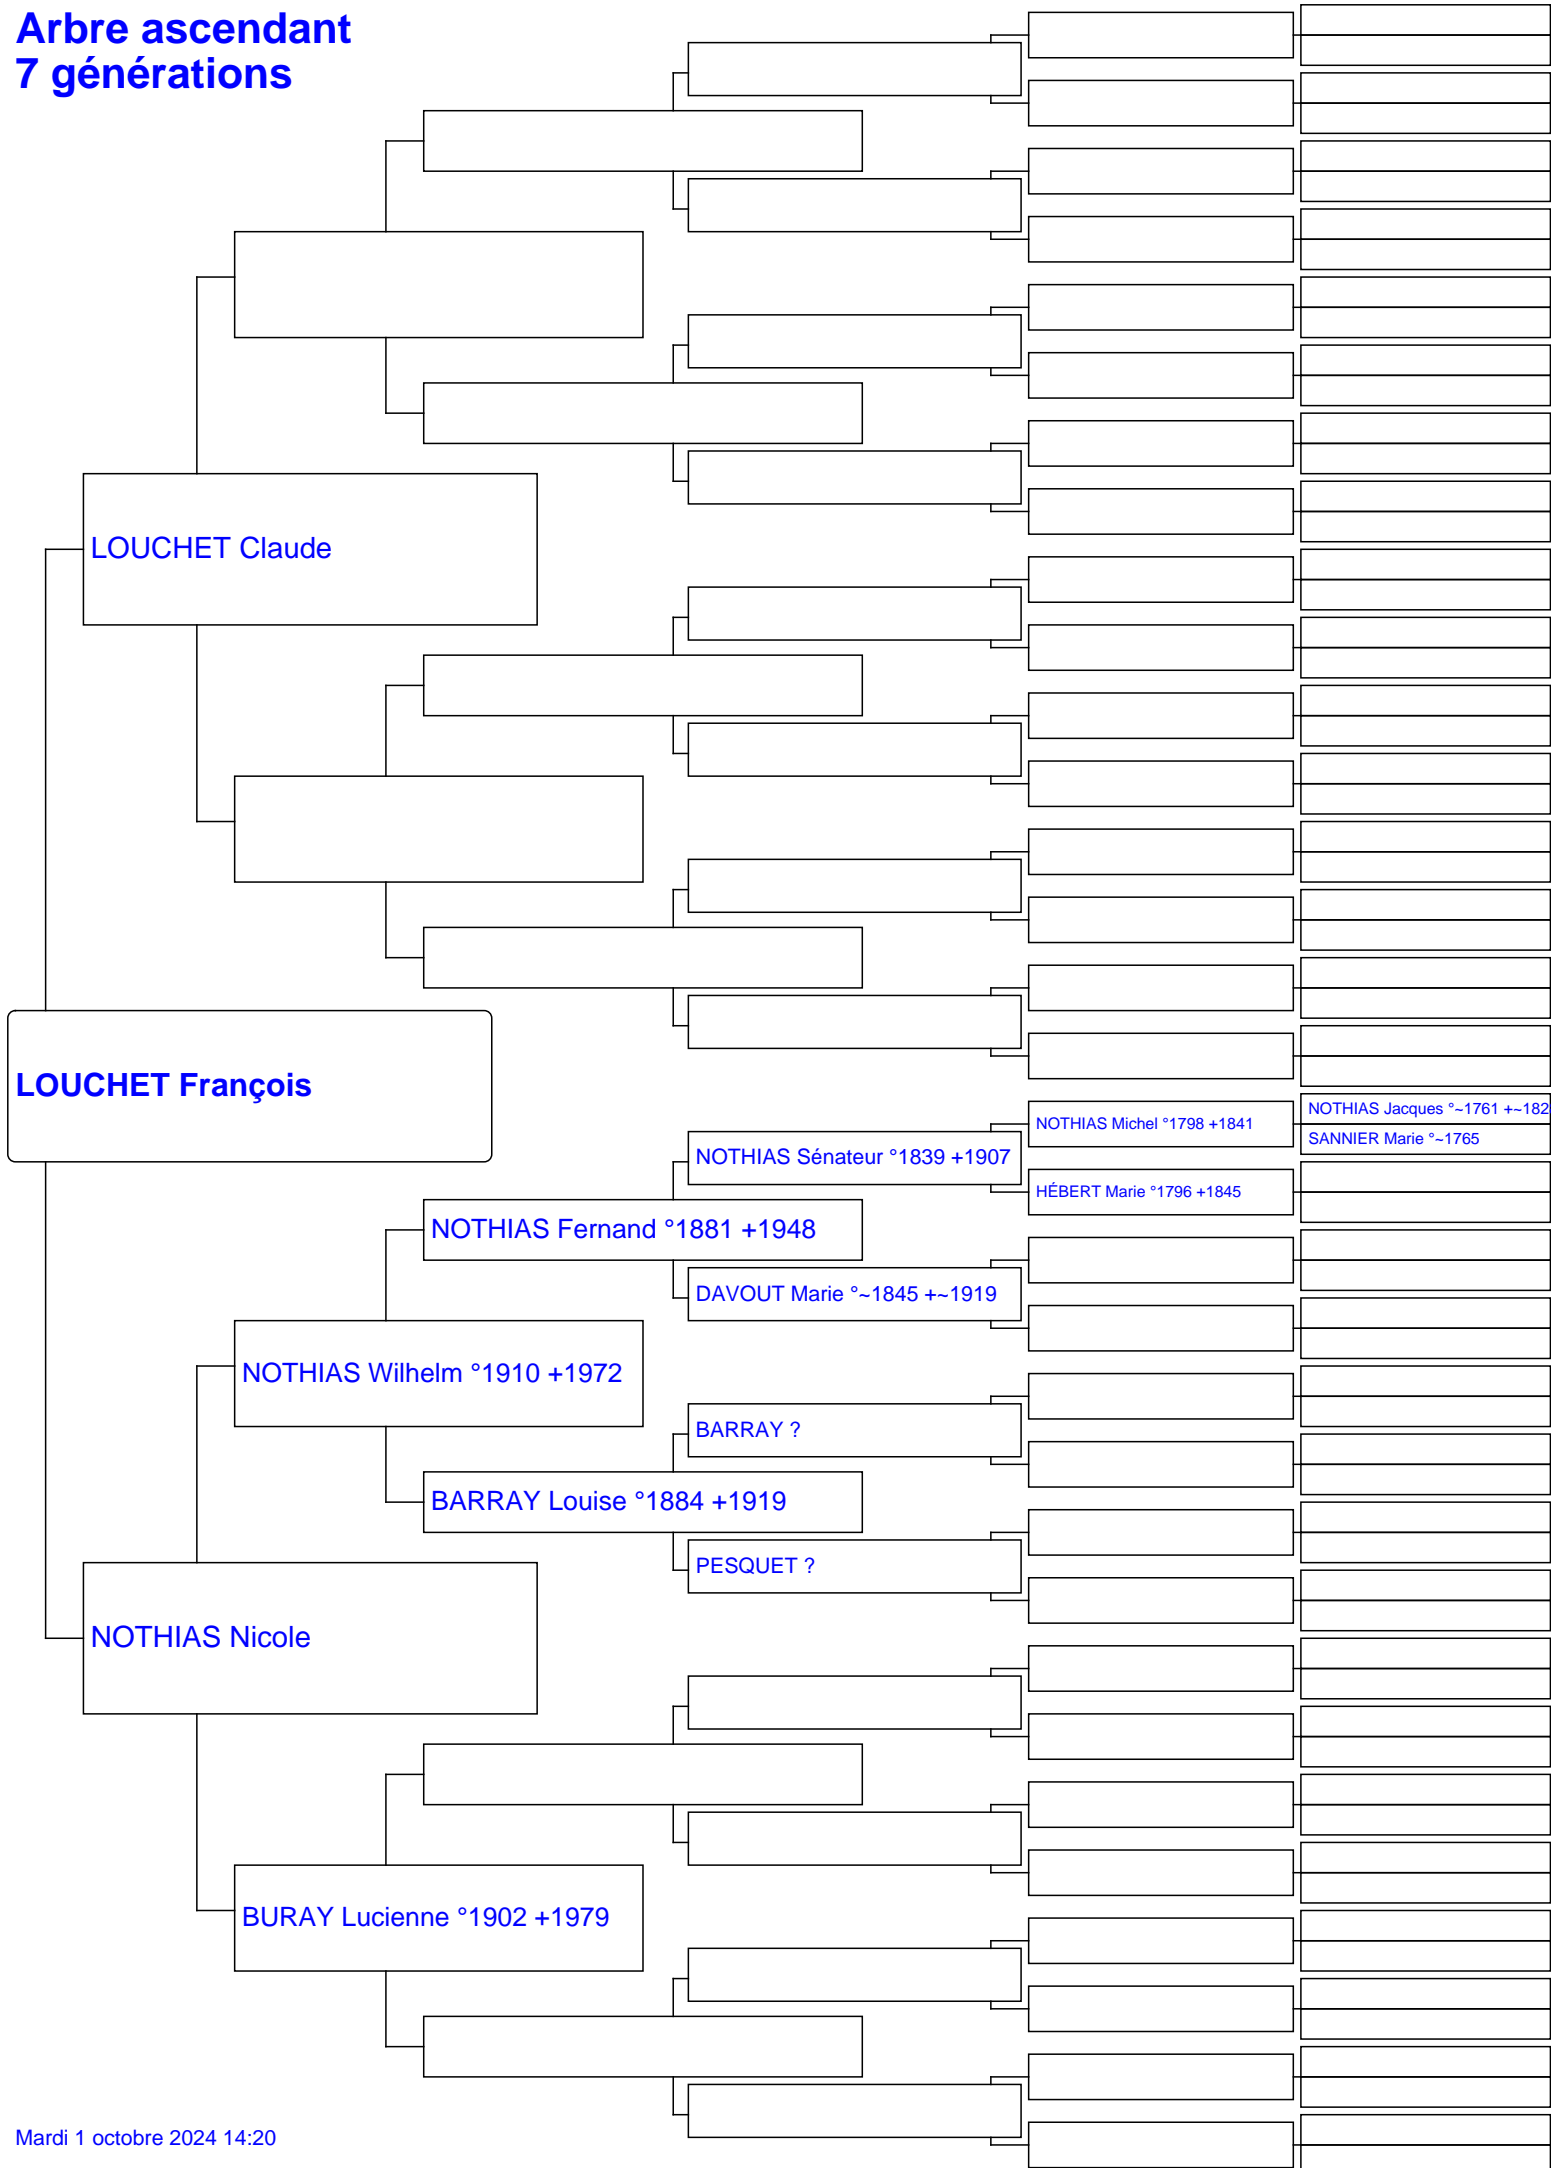 Arbre ascendant
7 générations
LOUCHET Claude
LOUCHET François
NOTHIAS Jacques °~1761 +~182
NOTHIAS Michel °1798 +1841
SANNIER Marie °~1765
NOTHIAS Sénateur °1839 +1907
HÉBERT Marie °1796 +1845
NOTHIAS Fernand °1881 +1948
DAVOUT Marie °~1845 +~1919
NOTHIAS Wilhelm °1910 +1972
BARRAY ?
BARRAY Louise °1884 +1919
PESQUET ?
NOTHIAS Nicole
BURAY Lucienne °1902 +1979
Mardi 1 octobre 2024 14:20